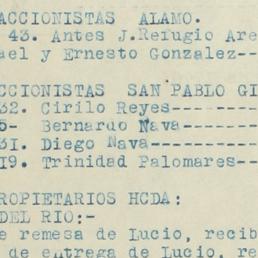 ACCIONISTAS ALAMO.
43. Antes J.Refugio Are
ael y Ernesto Gonzalez--
CCIONISTAS SAN PABLO GI
32. Cirilo Reyes--------
5- Bernardo Nava--------
31. Diego Nava---------
19. Trinidad Palomares--
ROPIETARIOS HCDA:
DEL RIO:-
e remesa de Lucio, recib
de entrega de Lucio, re